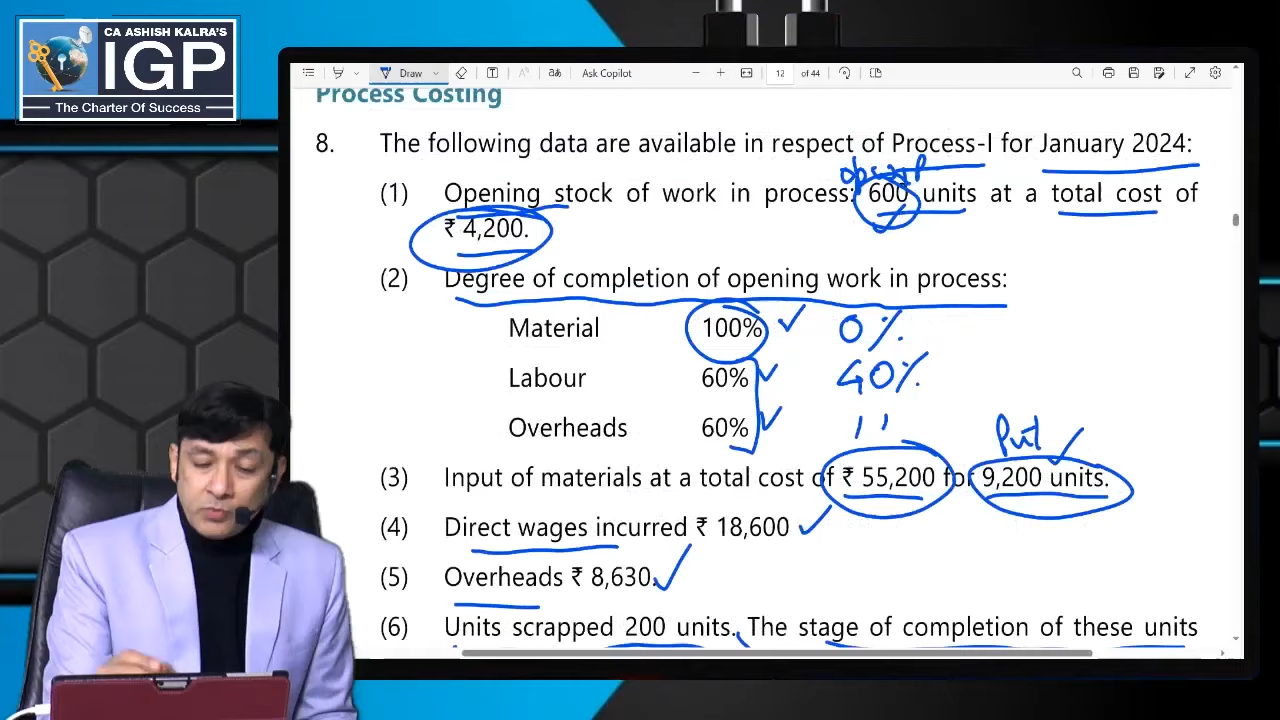 CA ASHISH KALRA'S
IGP
The Charter Of Success
Draw
Ask Copilot
12 of 44
Process Costing
8. The following data are available in respect of Process-I for January 2024:
(1) Opening stock of work in process: 600 units at a total cost of
₹ 4,200.
(2) Degree of completion of opening work in process:
Material 100% 0%
Labour 60% 40%
Overheads 60% ''
Put
(3) Input of materials at a total cost of ₹ 55,200 for 9,200 units.
(4) Direct wages incurred ₹ 18,600
(5) Overheads ₹ 8,630.
(6) Units scrapped 200 units. The stage of completion of these units